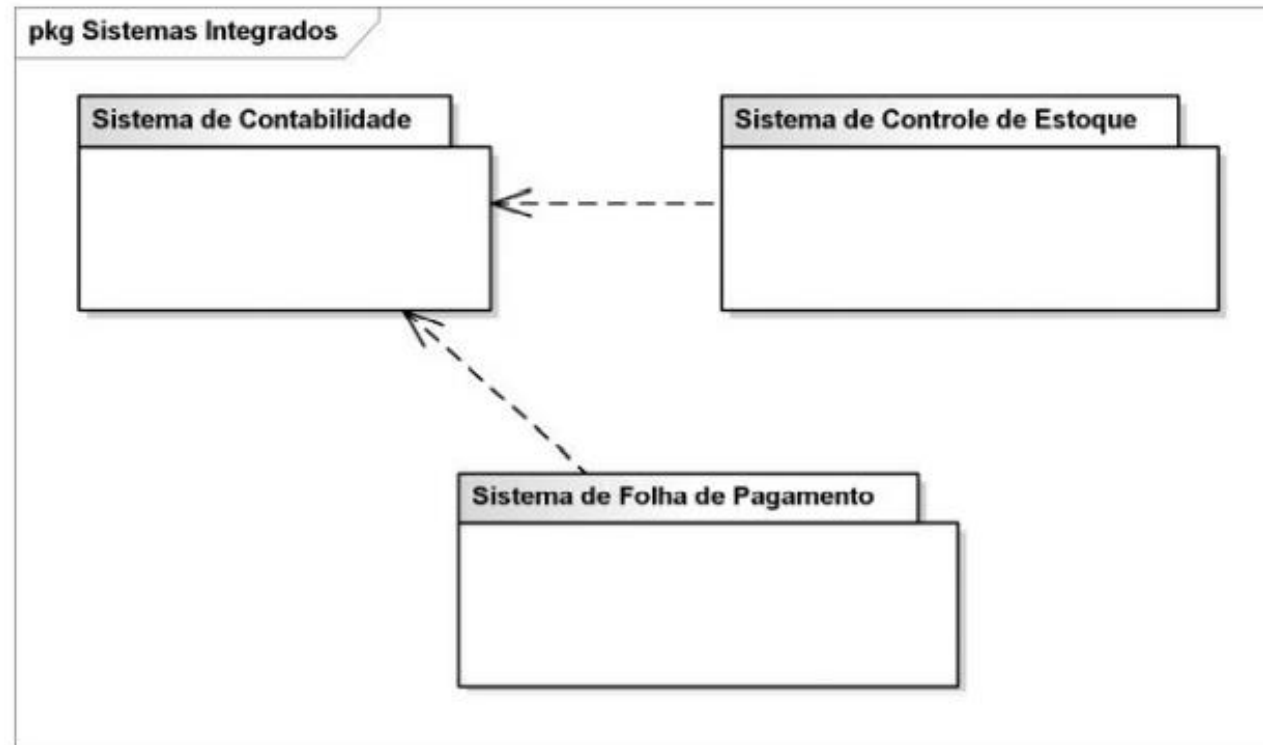 pkg Sistemas Integrados
Sistema de Contabilidade
Sistema de Controle de Estoque
Sistema de Folha de Pagamento